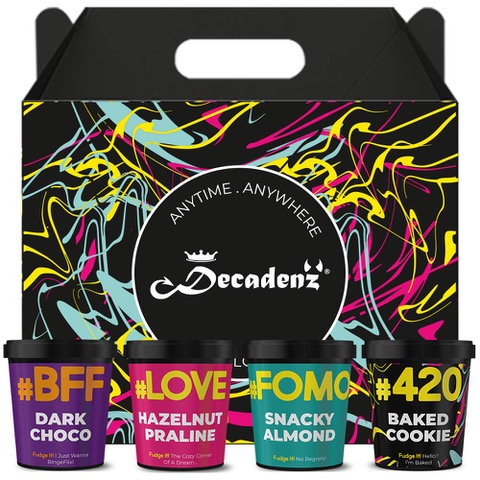 ANYTIME . ANYWHERE
Decadenz®
#BFF
DARK
CHOCO
Fudge It! I Just Wanna
BingeFlix!
#LOVE
HAZELNUT
PRALINE
Fudge It! The Cozy Corner
Of A Dream...
#FOMO
SNACKY
ALMOND
Fudge It! No Regrets!
#420
BAKED
COOKIE
Fudge It! Hello?
I'm Baked